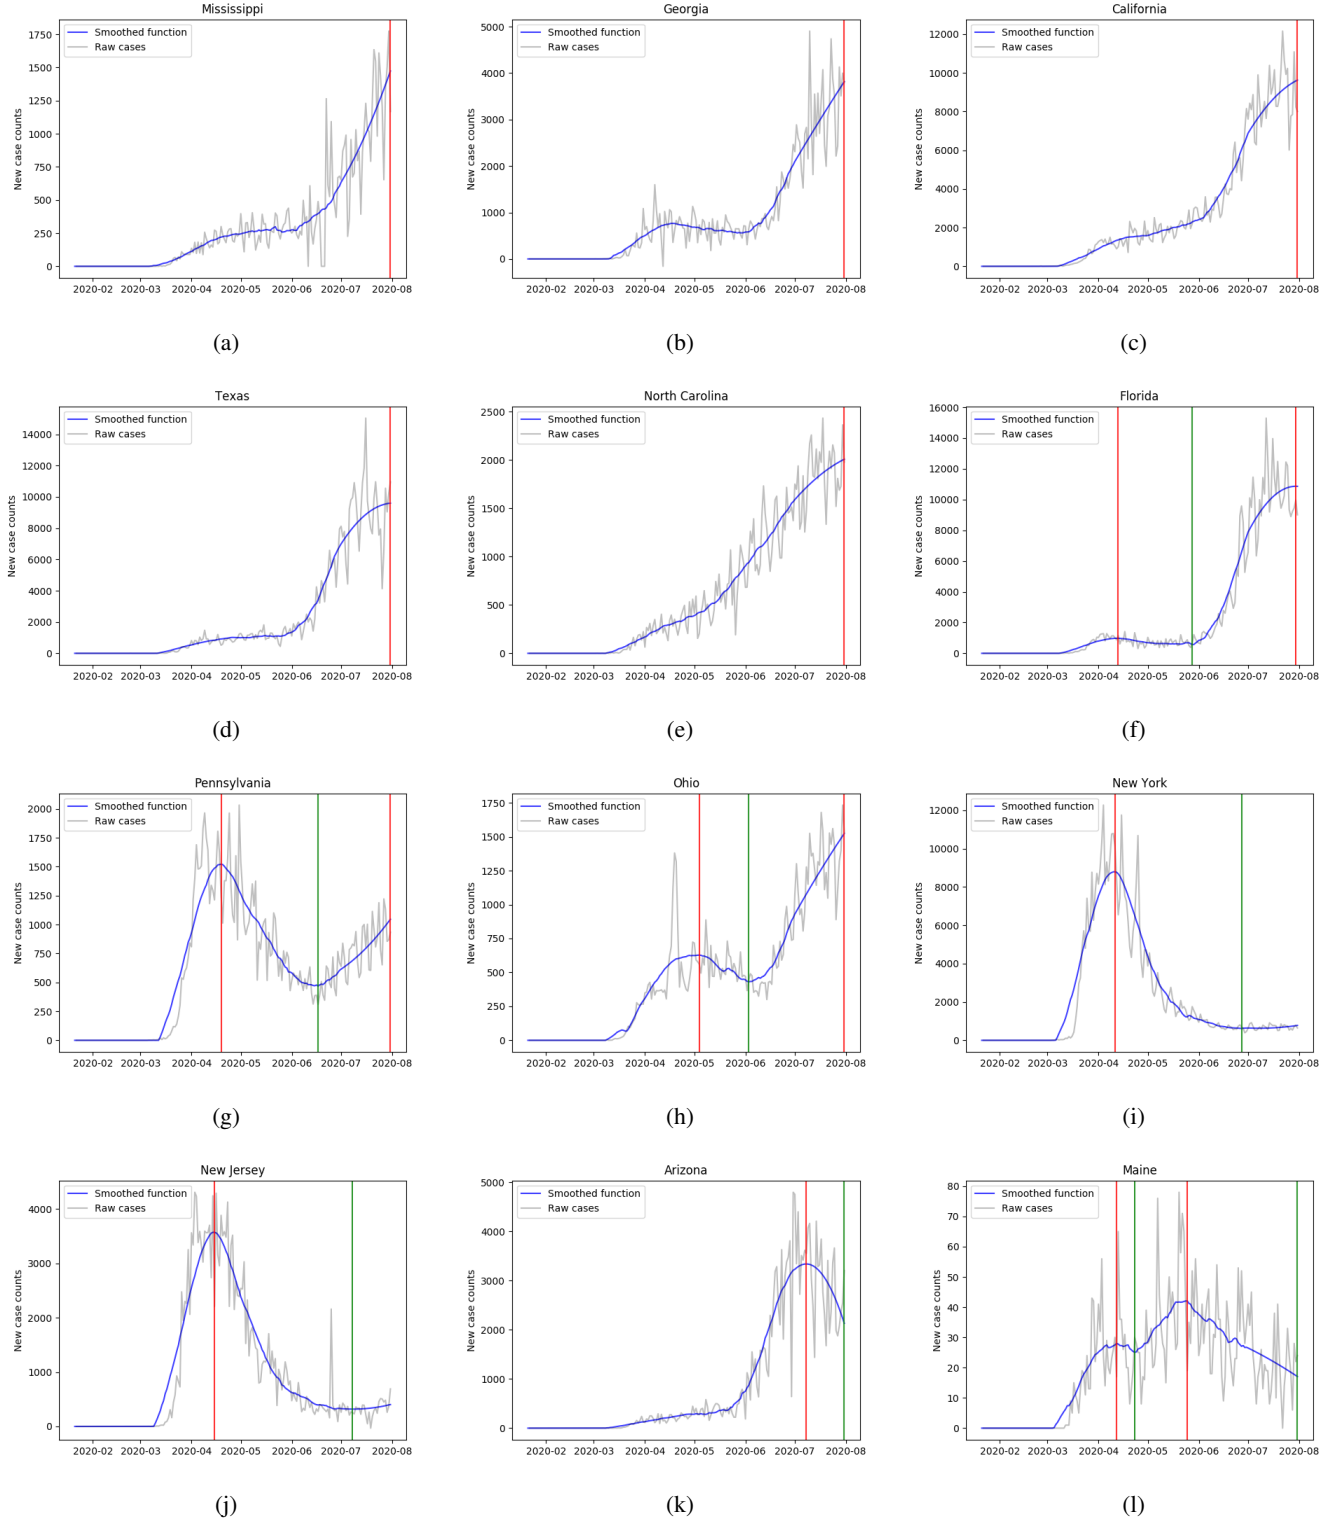 Mississippi
Smoothed function
Raw cases
New case counts
1750
1500
1250
1000
750
500
250
0
2020-02 2020-03 2020-04 2020-05 2020-06 2020-07 2020-08
(a)
Georgia
Smoothed function
Raw cases
New case counts
5000
4000
3000
2000
1000
0
2020-02 2020-03 2020-04 2020-05 2020-06 2020-07 2020-08
(b)
California
Smoothed function
Raw cases
New case counts
12000
10000
8000
6000
4000
2000
0
2020-02 2020-03 2020-04 2020-05 2020-06 2020-07 2020-08
(c)
Texas
Smoothed function
Raw cases
New case counts
14000
12000
10000
8000
6000
4000
2000
0
2020-02 2020-03 2020-04 2020-05 2020-06 2020-07 2020-08
(d)
North Carolina
Smoothed function
Raw cases
New case counts
2500
2000
1500
1000
500
0
2020-02 2020-03 2020-04 2020-05 2020-06 2020-07 2020-08
(e)
Florida
Smoothed function
Raw cases
New case counts
16000
14000
12000
10000
8000
6000
4000
2000
0
2020-02 2020-03 2020-04 2020-05 2020-06 2020-07 2020-08
(f)
Pennsylvania
Smoothed function
Raw cases
New case counts
2000
1750
1500
1250
1000
750
500
250
0
2020-02 2020-03 2020-04 2020-05 2020-06 2020-07 2020-08
(g)
Ohio
Smoothed function
Raw cases
New case counts
1750
1500
1250
1000
750
500
250
0
2020-02 2020-03 2020-04 2020-05 2020-06 2020-07 2020-08
(h)
New York
Smoothed function
Raw cases
New case counts
12000
10000
8000
6000
4000
2000
0
2020-02 2020-03 2020-04 2020-05 2020-06 2020-07 2020-08
(i)
New Jersey
Smoothed function
Raw cases
New case counts
4000
3000
2000
1000
0
2020-02 2020-03 2020-04 2020-05 2020-06 2020-07 2020-08
(j)
Arizona
Smoothed function
Raw cases
New case counts
5000
4000
3000
2000
1000
0
2020-02 2020-03 2020-04 2020-05 2020-06 2020-07 2020-08
(k)
Maine
Smoothed function
Raw cases
New case counts
80
70
60
50
40
30
20
10
0
2020-02 2020-03 2020-04 2020-05 2020-06 2020-07 2020-08
(l)